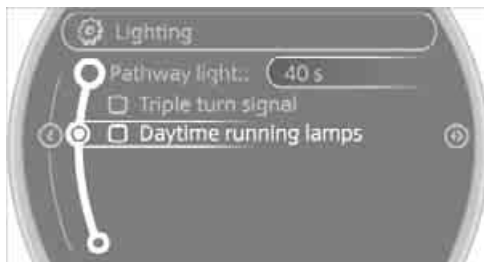 Lighting
Pathway light.: 40 s
Triple turn signal
Daytime running lamps